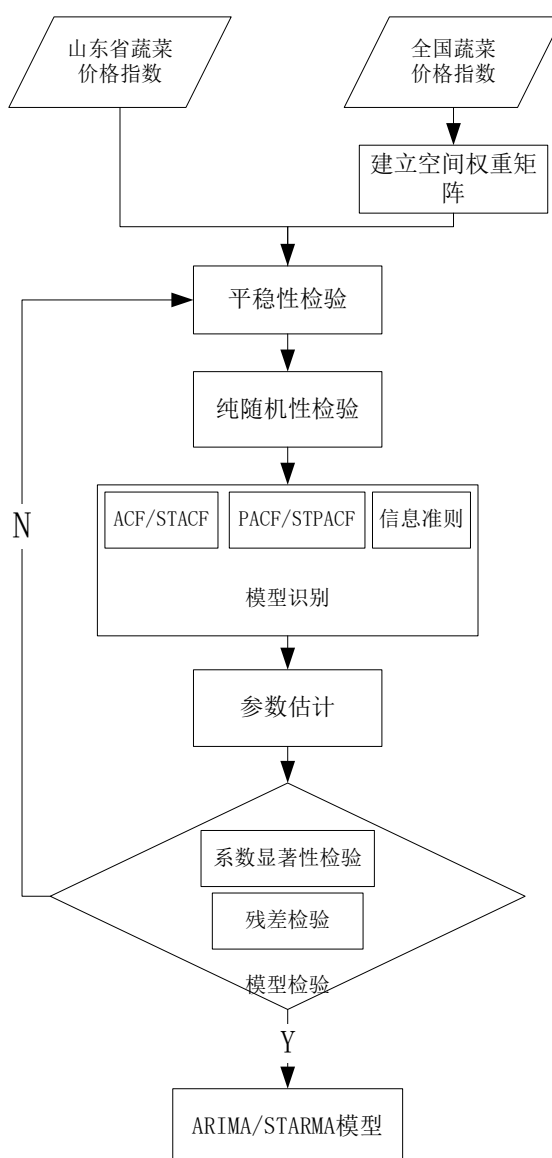 山东省蔬菜
价格指数
全国蔬菜
价格指数
建立空间权重矩
阵
平稳性检验
纯随机性检验
ACF/STACF
PACF/STPACF
信息准则
模型识别
N
参数估计
系数显著性检验
残差检验
模型检验
Y
ARIMA/STARMA模型